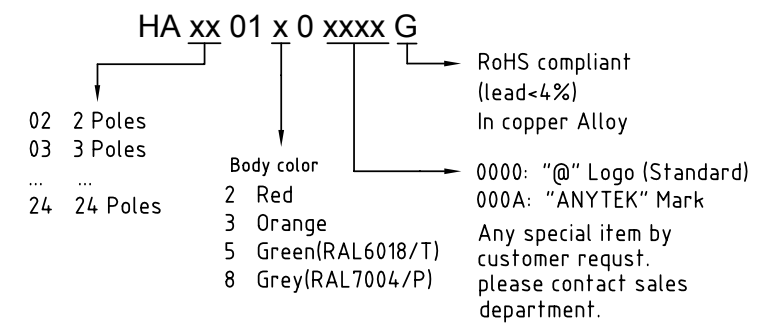 HA xx 01 x 0 xxxx G
02 2 Poles
03 3 Poles
... ...
24 24 Poles
Body color
2 Red
3 Orange
5 Green(RAL6018/T)
8 Grey(RAL7004/P)
RoHS compliant
(lead<4%)
In copper Alloy
0000: "@" Logo (Standard)
000A: "ANYTEK" Mark
Any special item by
customer requst.
please contact sales
department.